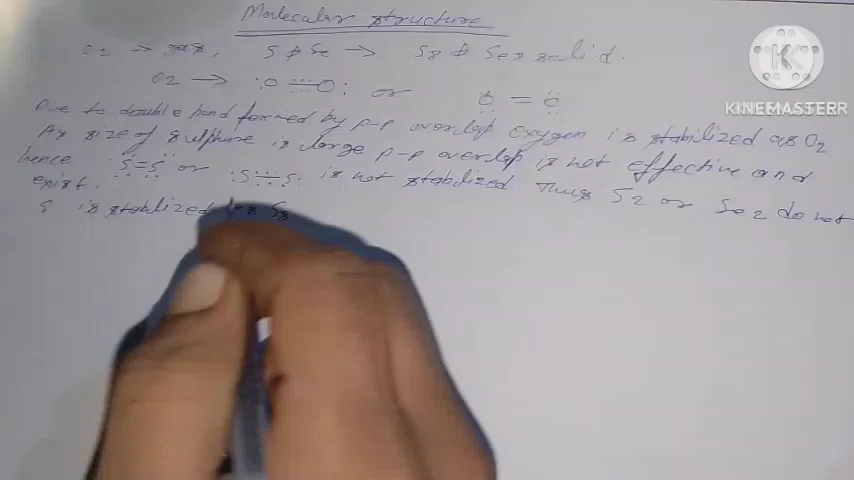 Molecular structure
O2 → gas, S & Se → S8 & Se8 solid.
O2 → :O ⋯ O: or Ö = Ö
Due to double bond formed by p-p overlap Oxygen is stabilized as O2
As size of sulphur is large p-p overlap is not effective and
hence S=S or :S⋯S: is not stabilized Thus S2 or Se2 do not
exist.
S is stabilized by S8
KINEMASTER